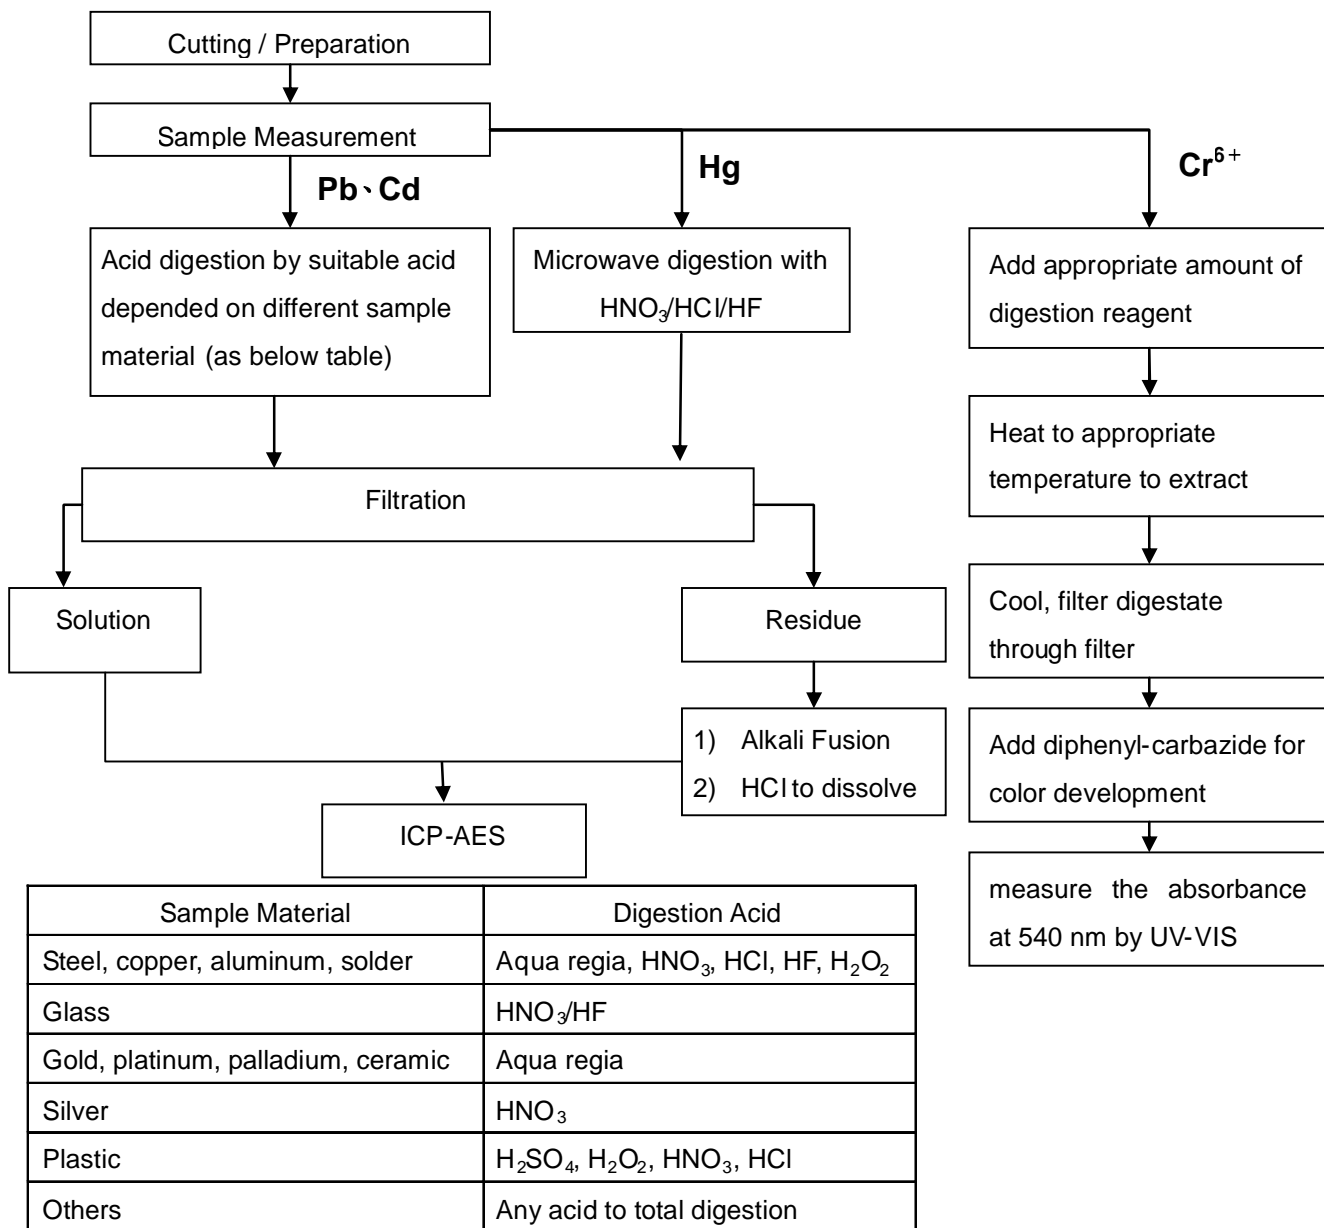 Cutting / Preparation
Sample Measurement
Pb、Cd
Hg
Cr⁶⁺
Acid digestion by suitable acid
depended on different sample
material (as below table)
Microwave digestion with
HNO₃/HCl/HF
Add appropriate amount of
digestion reagent
Heat to appropriate
temperature to extract
Filtration
Solution
Residue
Cool, filter digestate
through filter
1) Alkali Fusion
2) HCl to dissolve
Add diphenyl-carbazide for
color development
ICP-AES
measure the absorbance
at 540 nm by UV-VIS
Sample Material Digestion Acid
Steel, copper, aluminum, solder Aqua regia, HNO₃, HCl, HF, H₂O₂
Glass HNO₃/HF
Gold, platinum, palladium, ceramic Aqua regia
Silver HNO₃
Plastic H₂SO₄, H₂O₂, HNO₃, HCl
Others Any acid to total digestion